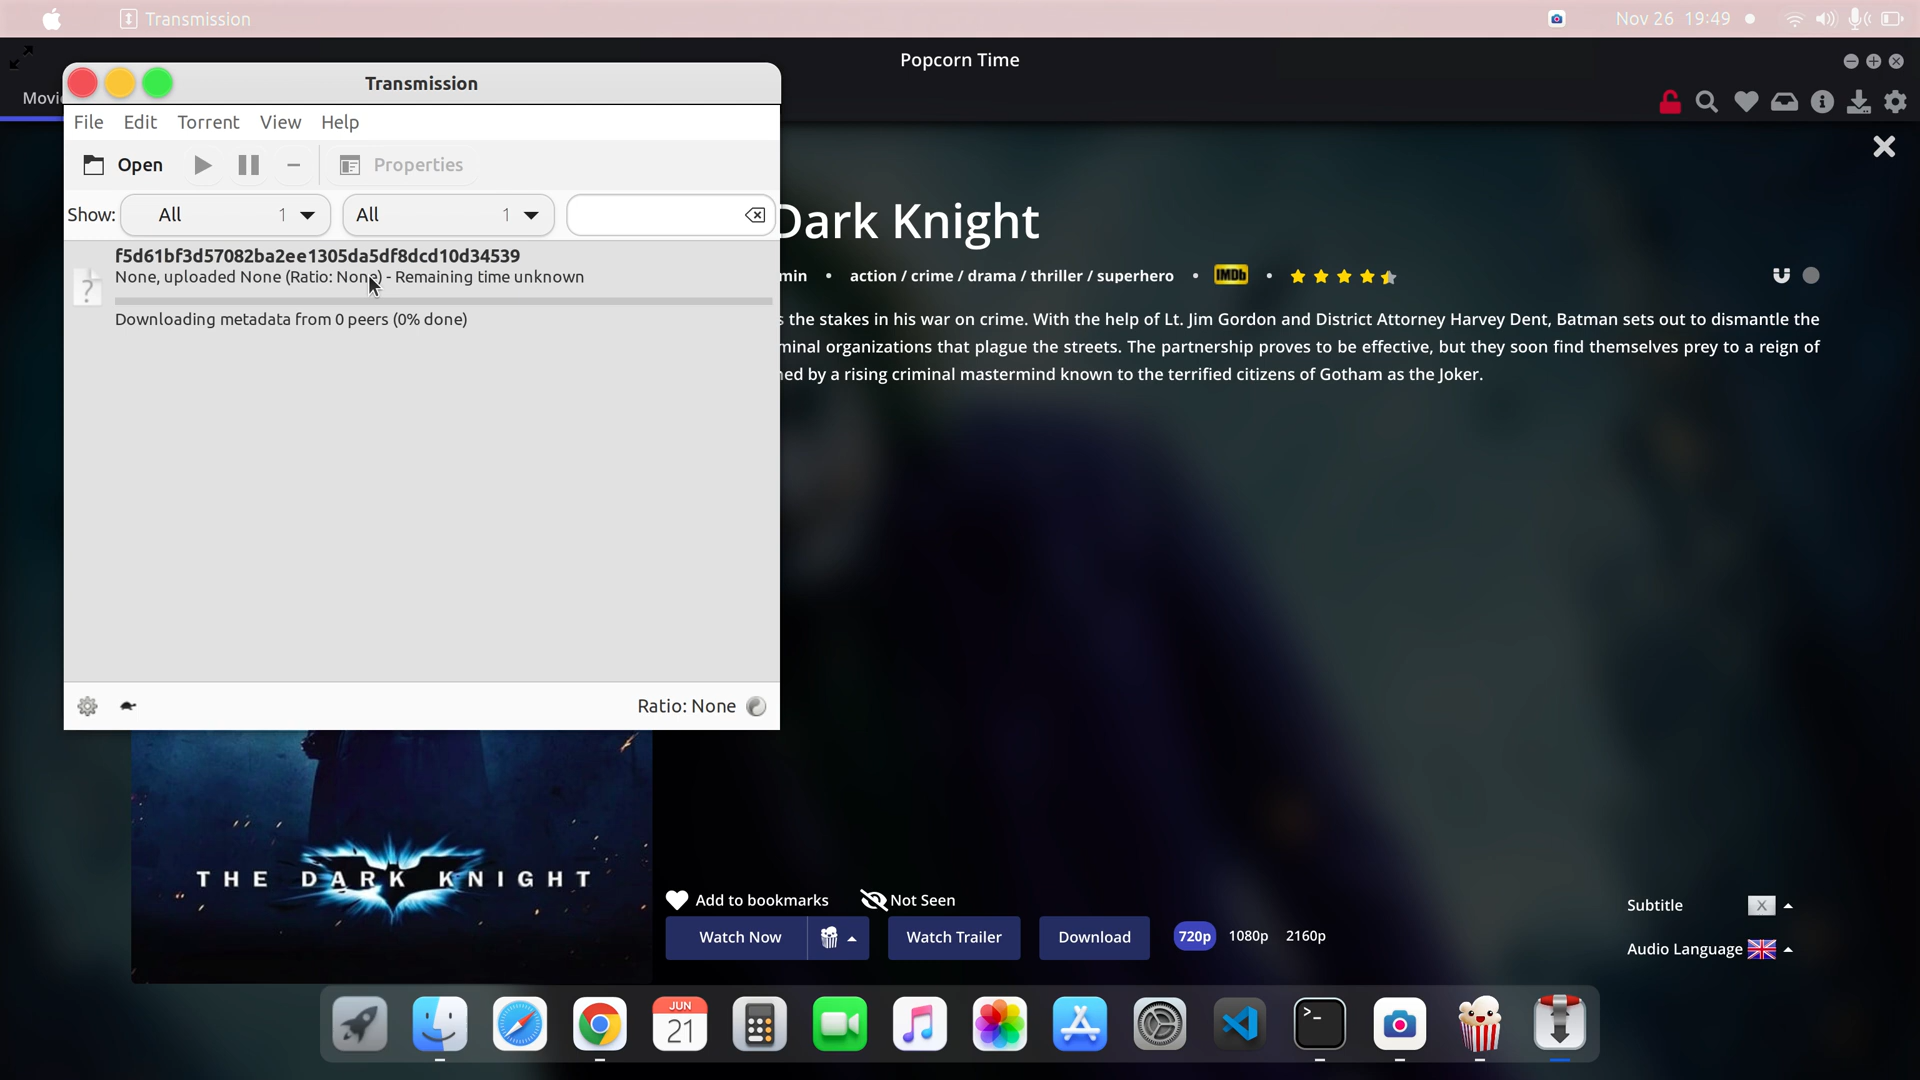 Transmission
Nov 26 19:49
Popcorn Time
Movi
Transmission
File Edit Torrent View Help
Open Properties
Show: All 1 All 1
f5d61bf3d57082ba2ee1305da5df8dcd10d34539
None, uploaded None (Ratio: None) - Remaining time unknown
?
Downloading metadata from 0 peers (0% done)
Ratio: None
Dark Knight
min • action / crime / drama / thriller / superhero • IMDb •
s the stakes in his war on crime. With the help of Lt. Jim Gordon and District Attorney Harvey Dent, Batman sets out to dismantle the
minal organizations that plague the streets. The partnership proves to be effective, but they soon find themselves prey to a reign of
ned by a rising criminal mastermind known to the terrified citizens of Gotham as the Joker.
THE DARK KNIGHT
Add to bookmarks Not Seen
Watch Now Watch Trailer Download 720p 1080p 2160p
Subtitle X
Audio Language
JUN
21
>_